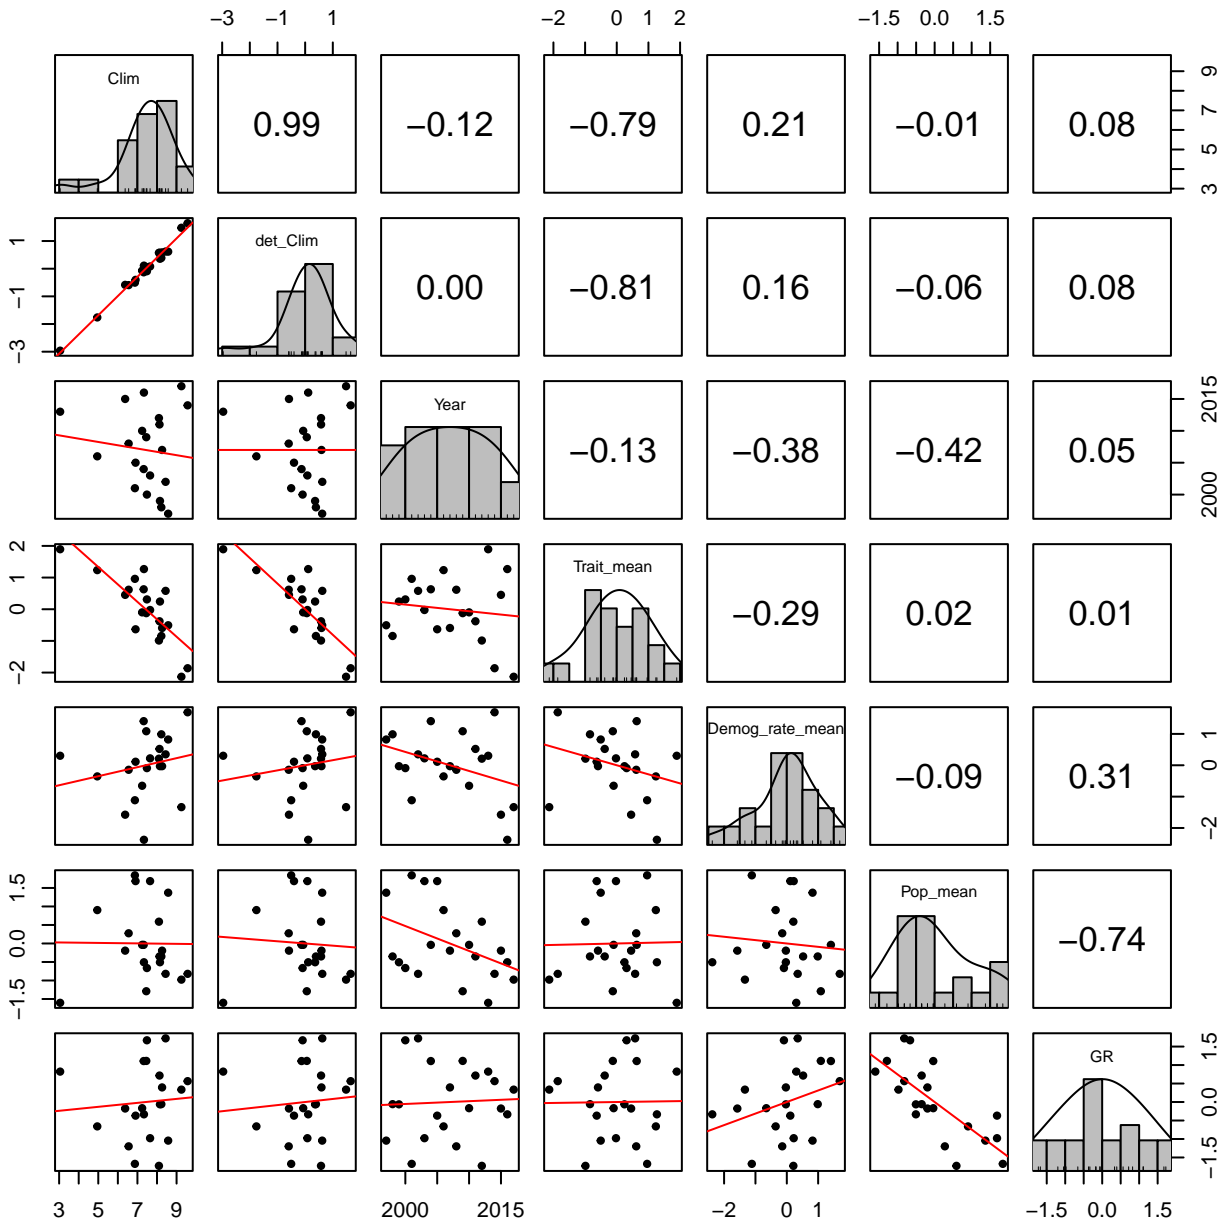 −3 1 −2 0 1 2 −1.5 0.0 1.5
Clim 0.99 −0.12 −0.79 0.21 −0.01 0.08 3 5 7 9
−3 −1 1 det_Clim 0.00 −0.81 0.16 −0.06 0.08
Year −0.13 −0.38 −0.42 0.05 2000 2015
−2 0 1 2 Trait_mean −0.29 0.02 0.01
Demog_rate_mean −0.09 0.31 −2 0 1
−1.5 0.0 1.5 Pop_mean −0.74
GR −1.5 0.0 1.5
3 5 7 9 2000 2015 −2 0 1 −1.5 0.0 1.5